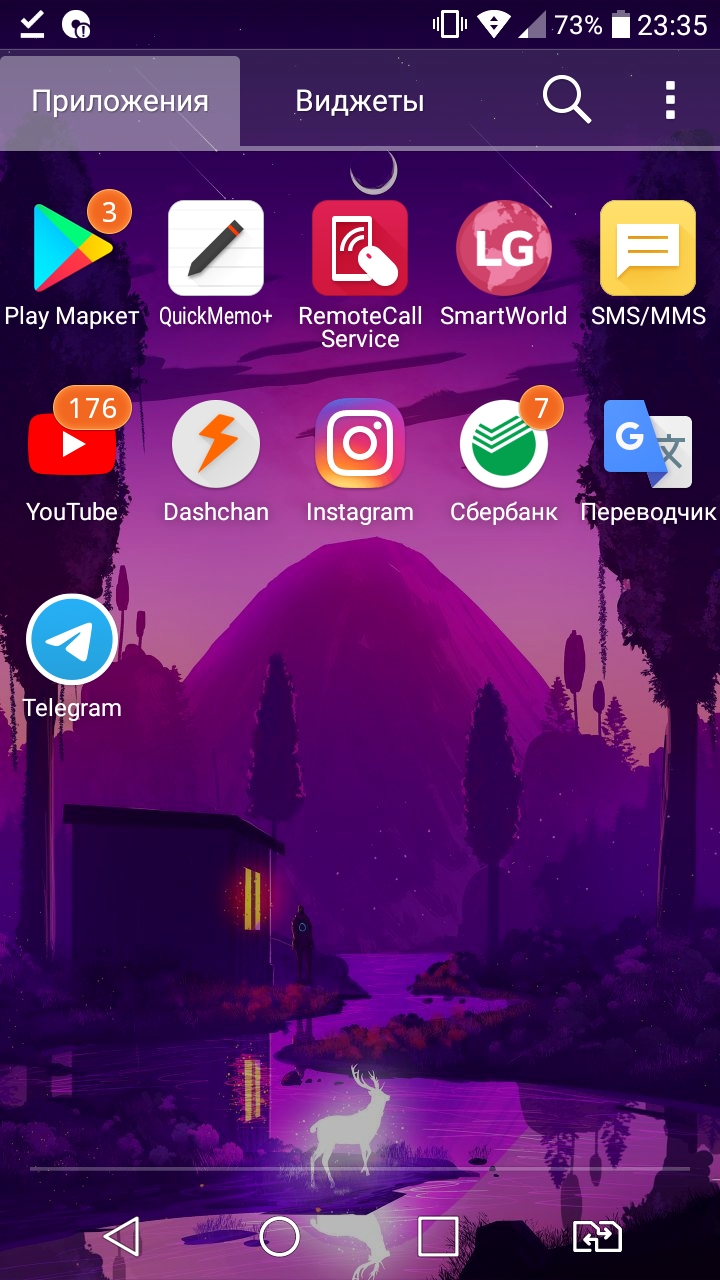 73% 23:35
Приложения Виджеты
3
LG
Play Маркет QuickMemo+ RemoteCall Service SmartWorld SMS/MMS
176 7
G 文
YouTube Dashchan Instagram Сбербанк Переводчик
Telegram